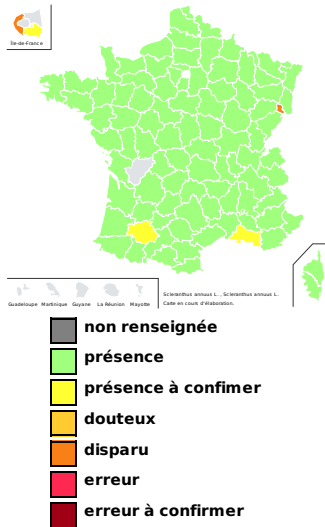 Île-de-France
Guadeloupe Martinique Guyane La Réunion Mayotte
Scleranthus annuus L. , Scleranthus annuus L.
Carte en cours d'élaboration.
non renseignée
présence
présence à confimer
douteux
disparu
erreur
erreur à confirmer